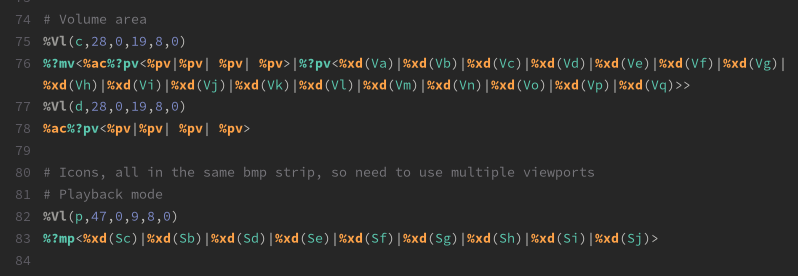 74 # Volume area
75 %Vl(c,28,0,19,8,0)
76 %?mv<%ac%?pv<%pv|%pv| %pv| %pv>|%?pv<%xd(Va)|%xd(Vb)|%xd(Vc)|%xd(Vd)|%xd(Ve)|%xd(Vf)|%xd(Vg)|
%xd(Vh)|%xd(Vi)|%xd(Vj)|%xd(Vk)|%xd(Vl)|%xd(Vm)|%xd(Vn)|%xd(Vo)|%xd(Vp)|%xd(Vq)>>
77 %Vl(d,28,0,19,8,0)
78 %ac%?pv<%pv|%pv| %pv| %pv>
79
80 # Icons, all in the same bmp strip, so need to use multiple viewports
81 # Playback mode
82 %Vl(p,47,0,9,8,0)
83 %?mp<%xd(Sc)|%xd(Sb)|%xd(Sd)|%xd(Se)|%xd(Sf)|%xd(Sg)|%xd(Sh)|%xd(Si)|%xd(Sj)>
84